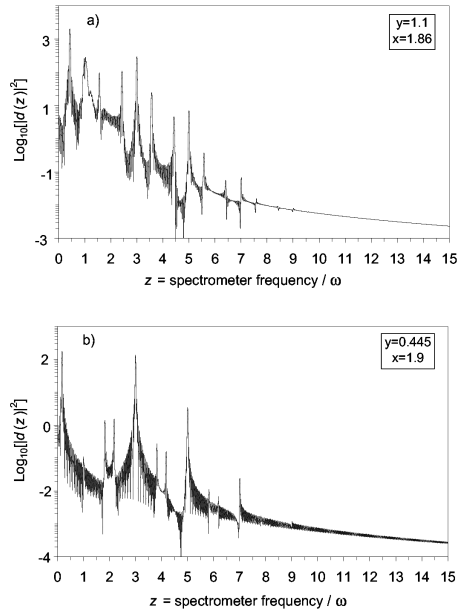 a)
y=1.1
x=1.86
Log₁₀[|d(z)|²]
3
1
-1
-3
0 1 2 3 4 5 6 7 8 9 10 11 12 13 14 15
z = spectrometer frequency / ω
b)
y=0.445
x=1.9
Log₁₀[|d(z)|²]
2
0
-2
-4
0 1 2 3 4 5 6 7 8 9 10 11 12 13 14 15
z = spectrometer frequency / ω